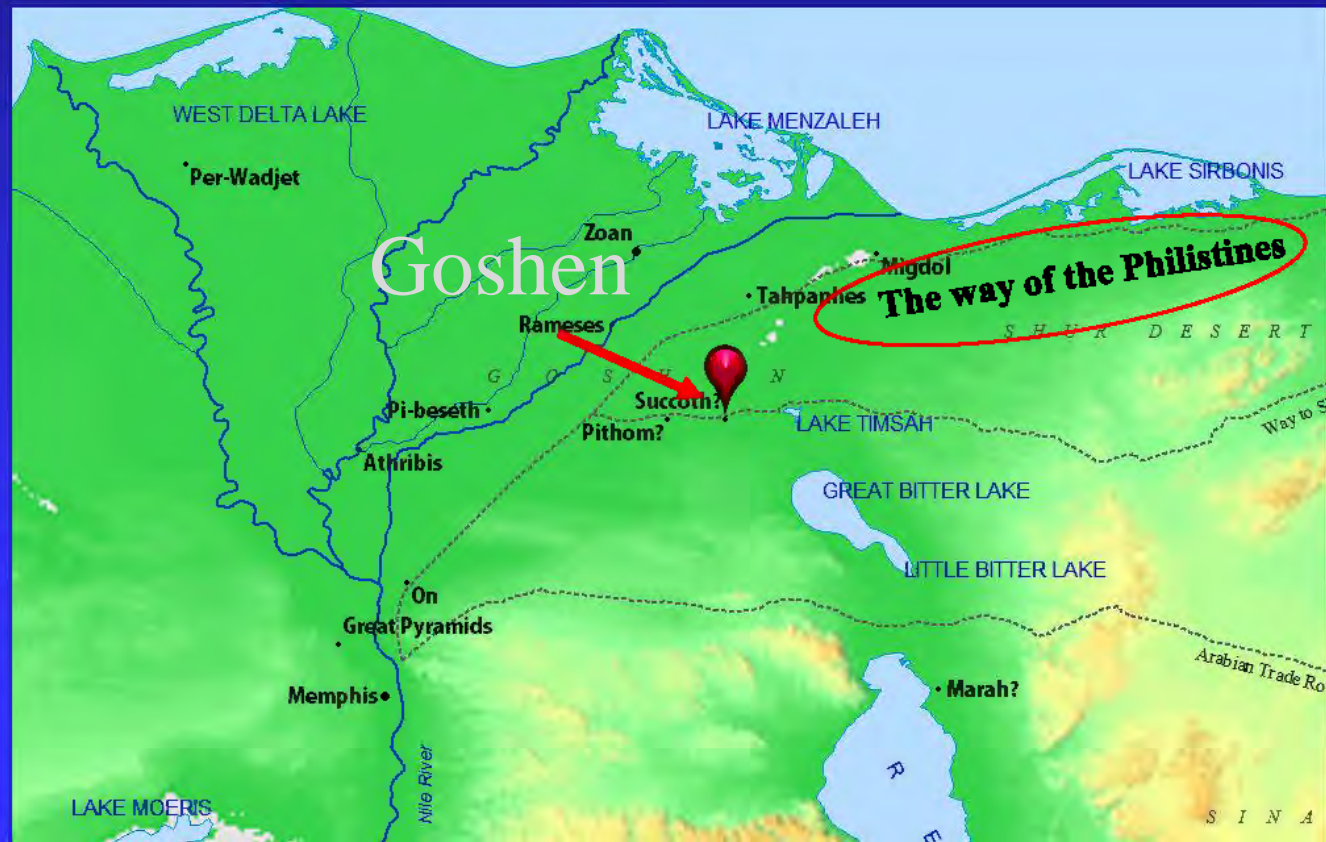 WEST DELTA LAKE
LAKE MENZALEH
LAKE SIRBONIS
Per-Wadjet
Zoan
Goshen
Migdol
The way of the Philistines
Tahpanhes
Rameses
SHUR DESERT
GOSHEN
Succoth?
Pi-beseth
Pithom?
LAKE TIMSAH
Way to S
Athribis
GREAT BITTER LAKE
LITTLE BITTER LAKE
On
Great Pyramids
Arabian Trade Ro
Memphis
Marah?
Nile River
R E
LAKE MOERIS
SINA